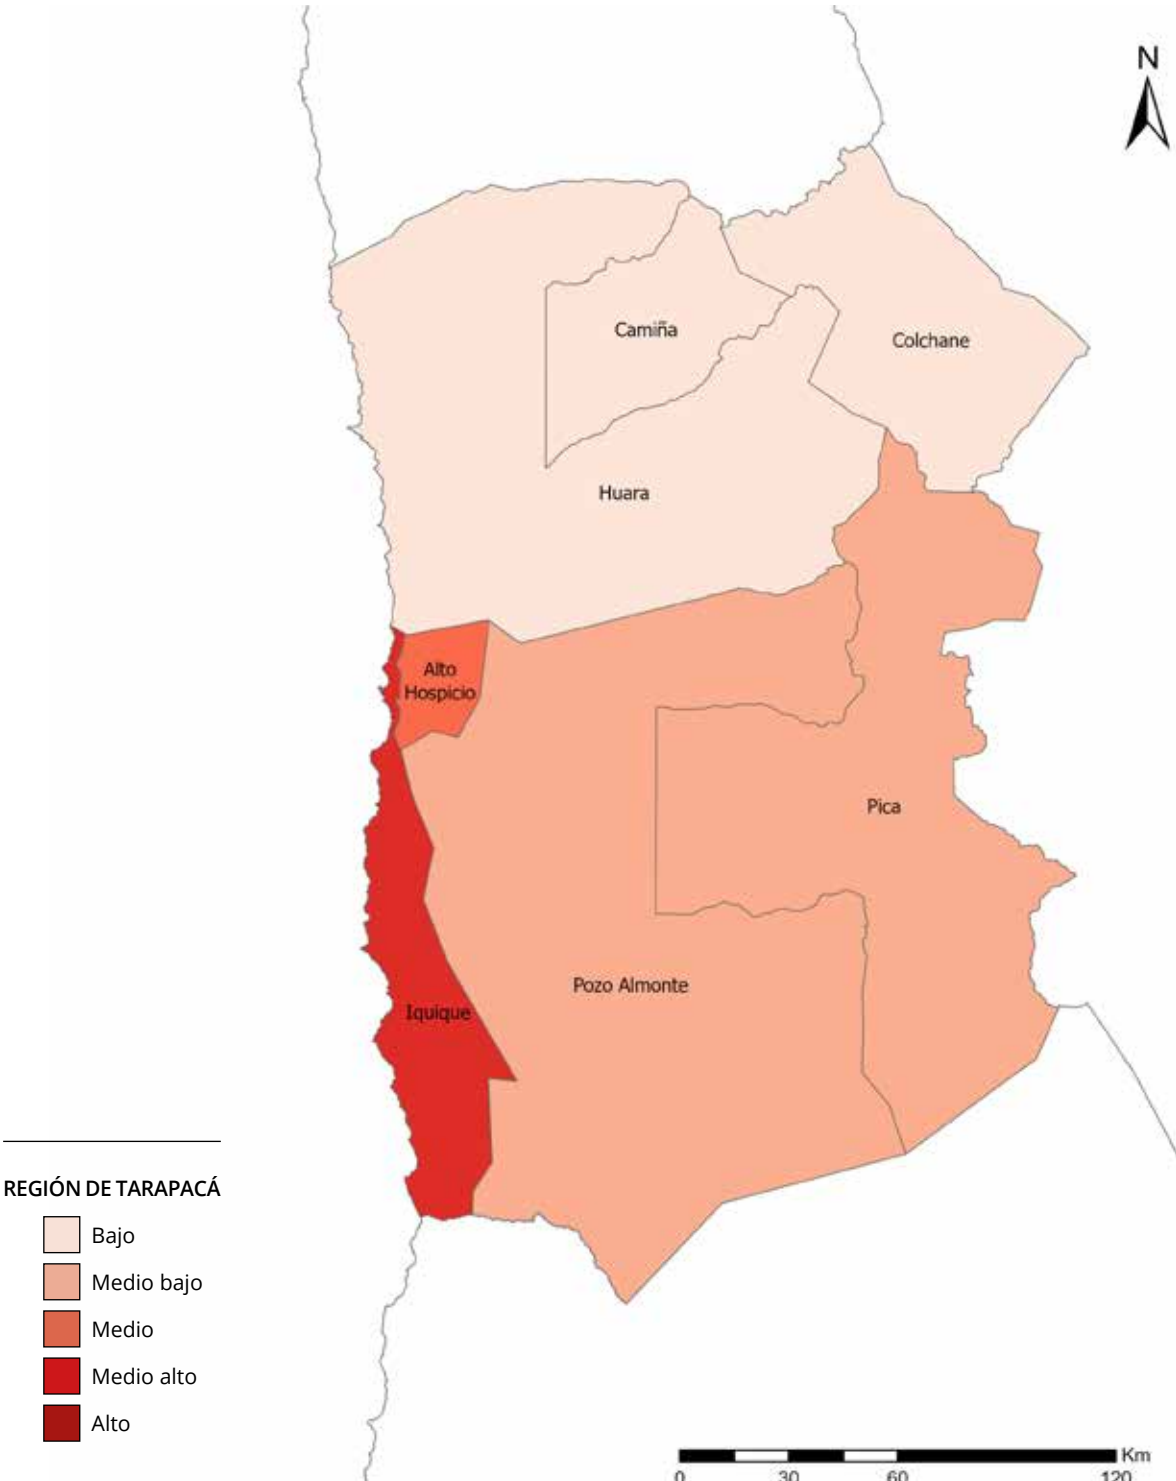 N
Camiña
Colchane
Huara
Alto
Hospicio
Pica
Pozo Almonte
Iquique
REGIÓN DE TARAPACÁ
Bajo
Medio bajo
Medio
Medio alto
Alto
Km
0 30 60 120